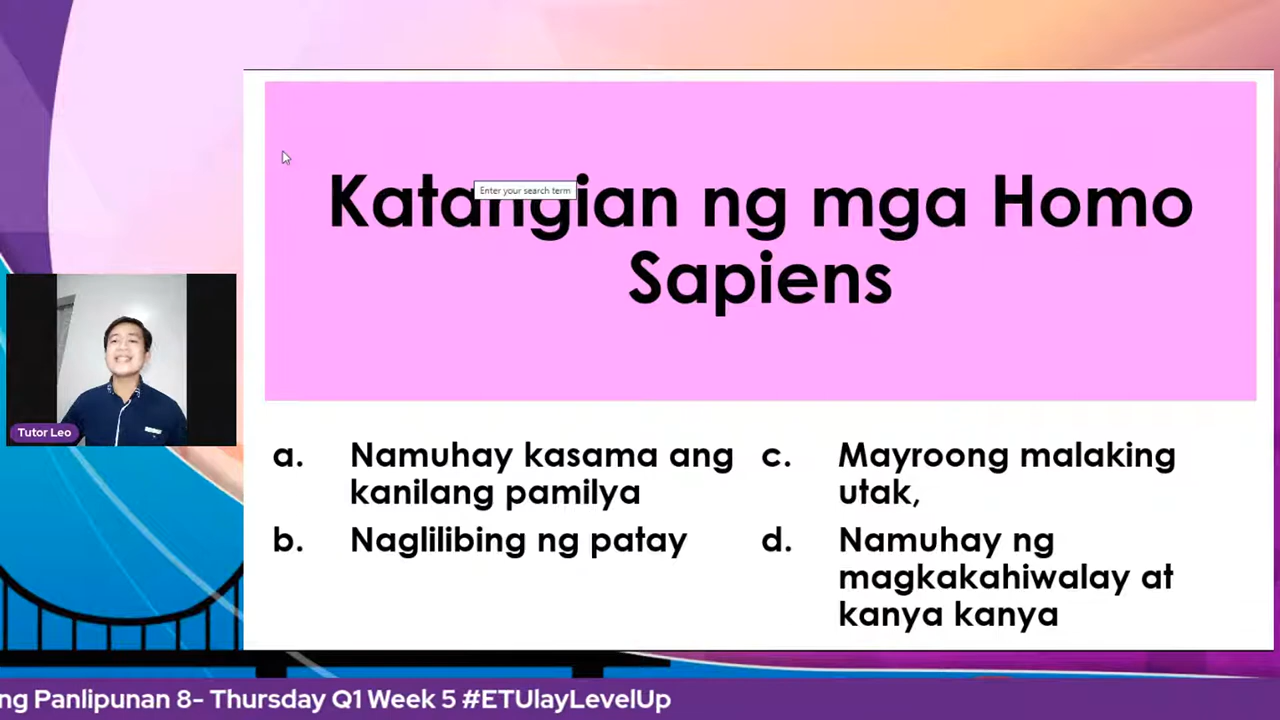 Katangian ng mga Homo
Sapiens
Enter your search term
Tutor Leo
a. Namuhay kasama ang
kanilang pamilya
b. Naglilibing ng patay
c. Mayroong malaking
utak,
d. Namuhay ng
magkakahiwalay at
kanya kanya
ng Panlipunan 8- Thursday Q1 Week 5 #ETUlayLevelUp